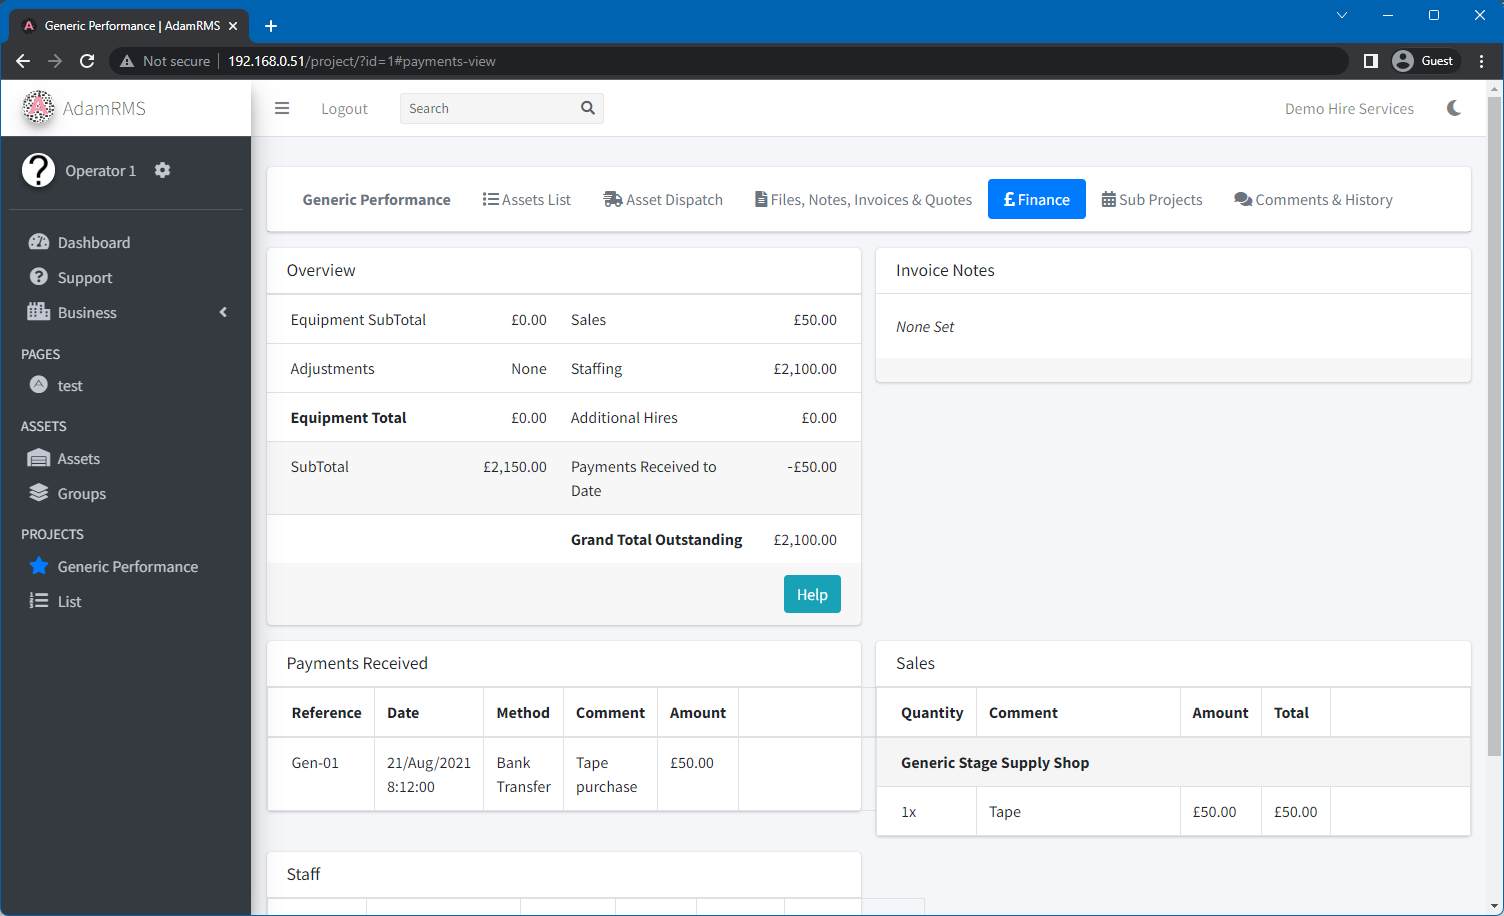 Generic Performance | AdamRMS
Not secure
192.168.0.51/project/?id=1#payments-view
Guest
AdamRMS
Logout
Search
Demo Hire Services
Operator 1
Dashboard
Support
Business
PAGES
test
ASSETS
Assets
Groups
PROJECTS
Generic Performance
List
Generic Performance
Assets List
Asset Dispatch
Files, Notes, Invoices & Quotes
£ Finance
Sub Projects
Comments & History
Overview
Equipment SubTotal £0.00 Sales £50.00
Adjustments None Staffing £2,100.00
Equipment Total £0.00 Additional Hires £0.00
SubTotal £2,150.00 Payments Received to -£50.00
Date
Grand Total Outstanding £2,100.00
Help
Invoice Notes
None Set
Payments Received
Reference Date Method Comment Amount
Gen-01 21/Aug/2021 Bank Tape £50.00
8:12:00 Transfer purchase
Sales
Quantity Comment Amount Total
Generic Stage Supply Shop
1x Tape £50.00 £50.00
Staff